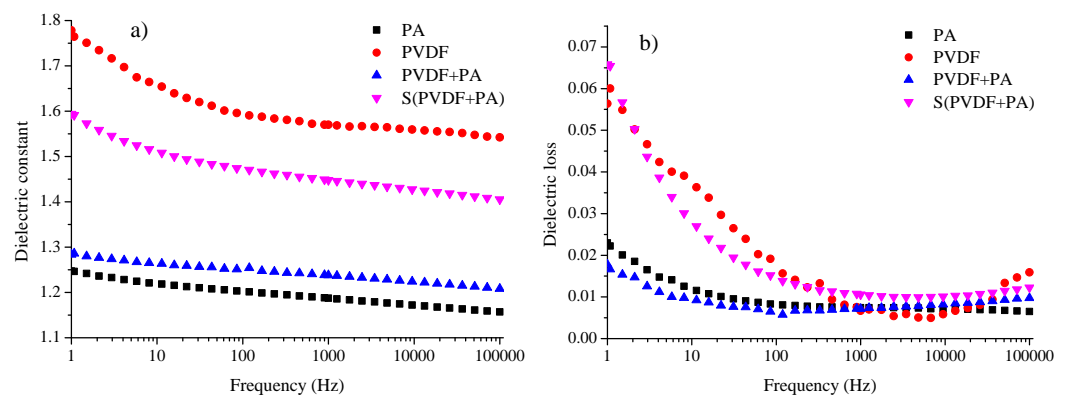 a)
PA
PVDF
PVDF+PA
S(PVDF+PA)
1.8
1.7
1.6
1.5
1.4
1.3
1.2
1.1
Dielectric constant
1 10 100 1000 10000 100000
Frequency (Hz)
b)
PA
PVDF
PVDF+PA
S(PVDF+PA)
0.07
0.06
0.05
0.04
0.03
0.02
0.01
0.00
Dielectric loss
1 10 100 1000 10000 100000
Frequency (Hz)